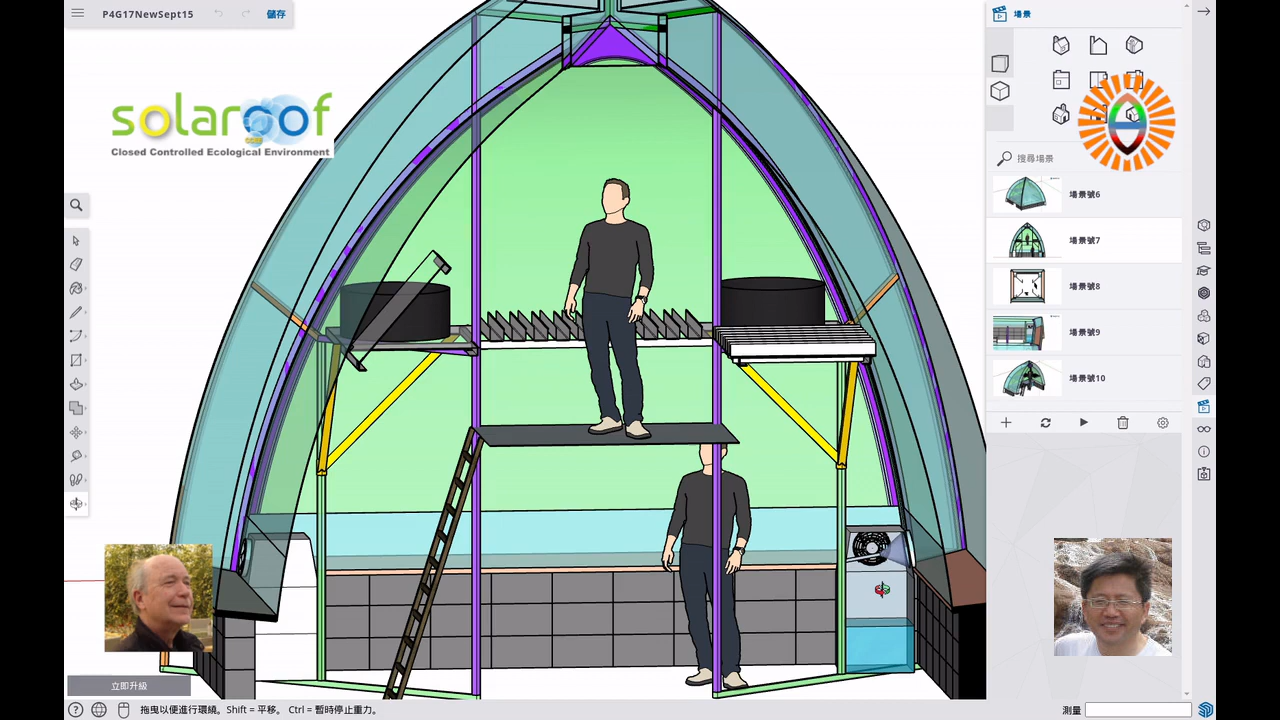 P4G17NewSept15
儲存
場景
solaroof
Closed Controlled Ecological Environment
搜尋場景
場景號6
場景號7
場景號8
場景號9
場景號10
立即升級
拖曳以便進行環繞。Shift = 平移。 Ctrl = 暫時停止重力。
測量